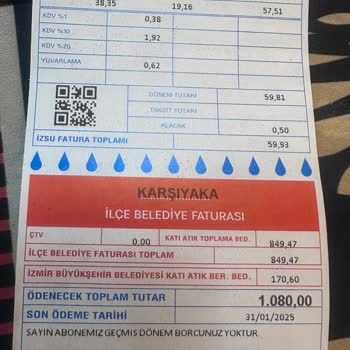 38,35 19,16 57,51
KDV %1 0,38
KDV %10 1,92
KDV %20
YUVARLAMA 0,62
DÖNEM TUTARI 59,81
TAKSİT TUTARI
ALACAK 0,50
İZSU FATURA TOPLAMI 59,93
KARŞIYAKA
İLÇE BELEDİYE FATURASI
ÇTV 0,00 KATI ATIK TOPLAMA BED. 849,47
İLÇE BELEDİYE FATURASI TOPLAM 849,47
İZMİR BÜYÜKŞEHİR BELEDİYESİ KATI ATIK BER. BED. 170,60
ÖDENECEK TOPLAM TUTAR 1.080,00
SON ÖDEME TARİHİ 31/01/2025
SAYIN ABONEMIZ GEÇMIS DÖNEM BORCUNUZ YOKTUR.